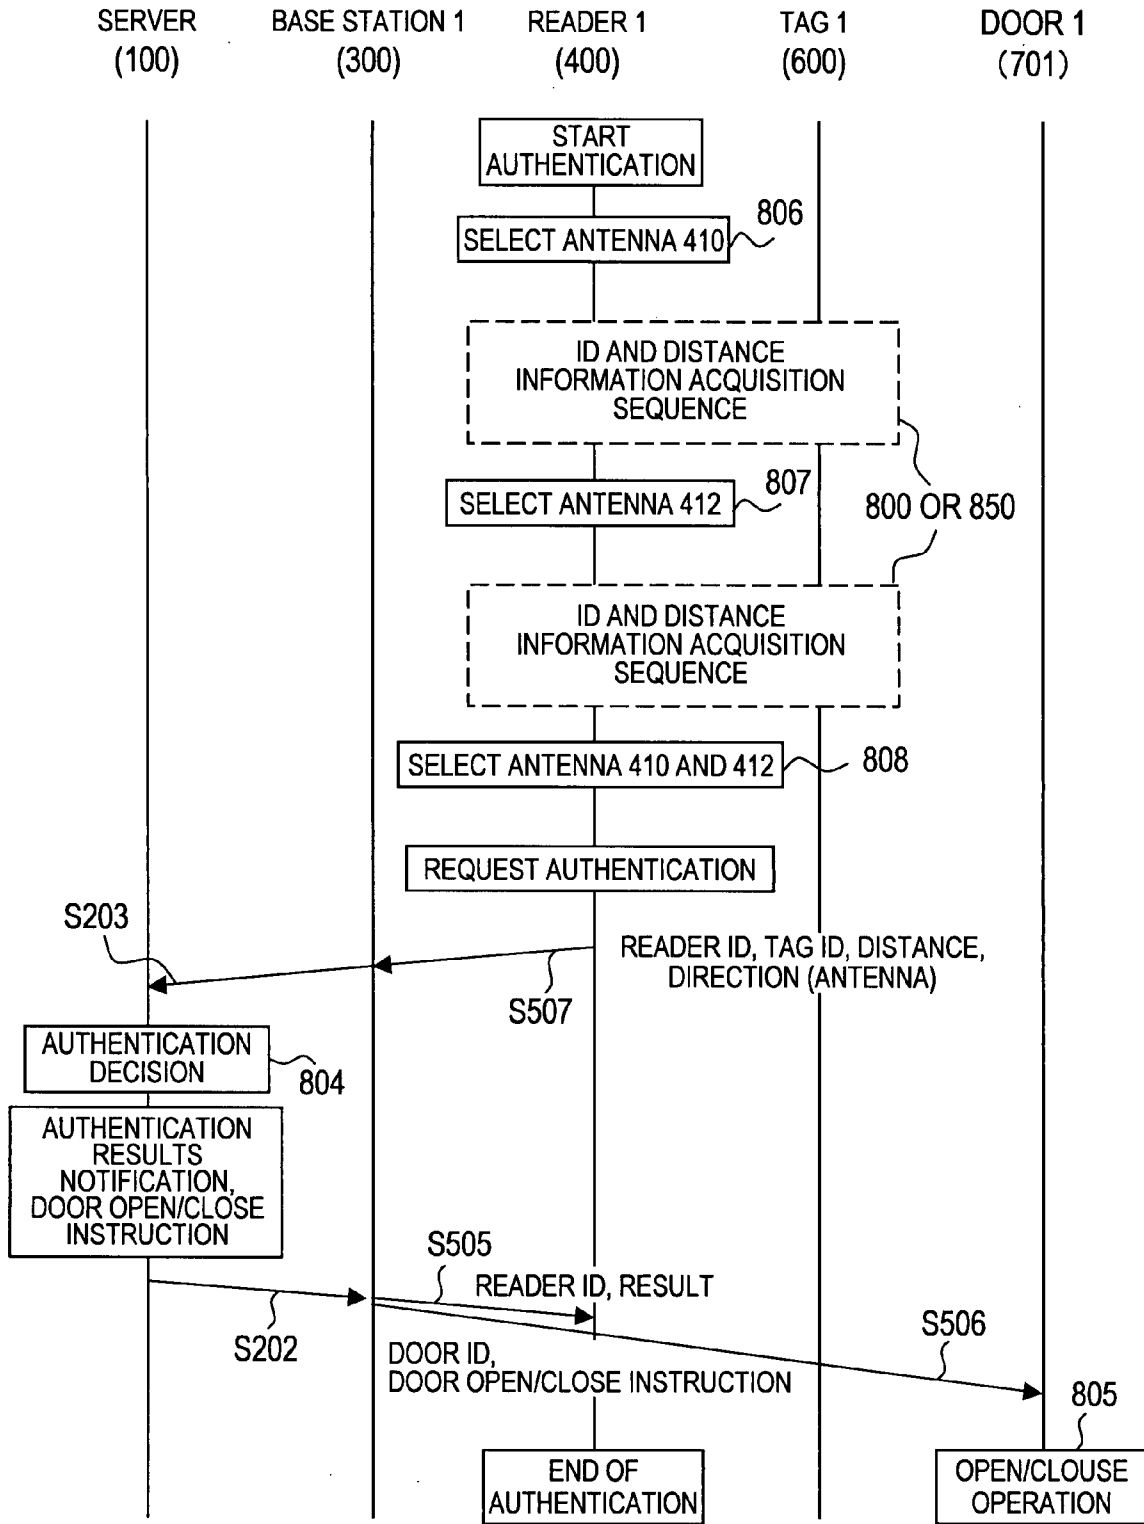 SERVER
(100)
BASE STATION 1
(300)
READER 1
(400)
TAG 1
(600)
DOOR 1
(701)
START
AUTHENTICATION
SELECT ANTENNA 410
806
ID AND DISTANCE
INFORMATION ACQUISITION
SEQUENCE
SELECT ANTENNA 412
807
800 OR 850
ID AND DISTANCE
INFORMATION ACQUISITION
SEQUENCE
SELECT ANTENNA 410 AND 412
808
REQUEST AUTHENTICATION
S203
READER ID, TAG ID, DISTANCE,
DIRECTION (ANTENNA)
S507
AUTHENTICATION
DECISION
804
AUTHENTICATION
RESULTS
NOTIFICATION,
DOOR OPEN/CLOSE
INSTRUCTION
S505
READER ID, RESULT
S202
S506
DOOR ID,
DOOR OPEN/CLOSE INSTRUCTION
805
END OF
AUTHENTICATION
OPEN/CLOUSE
OPERATION